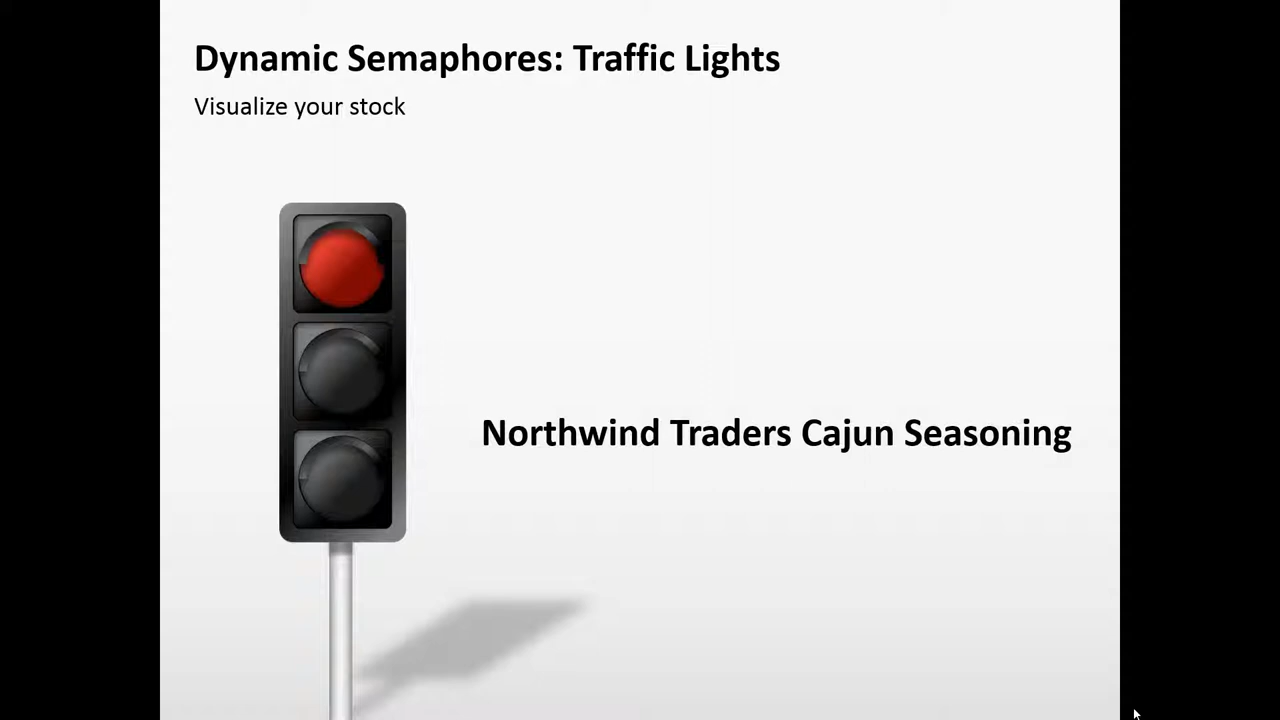 Dynamic Semaphores: Traffic Lights
Visualize your stock
Northwind Traders Cajun Seasoning